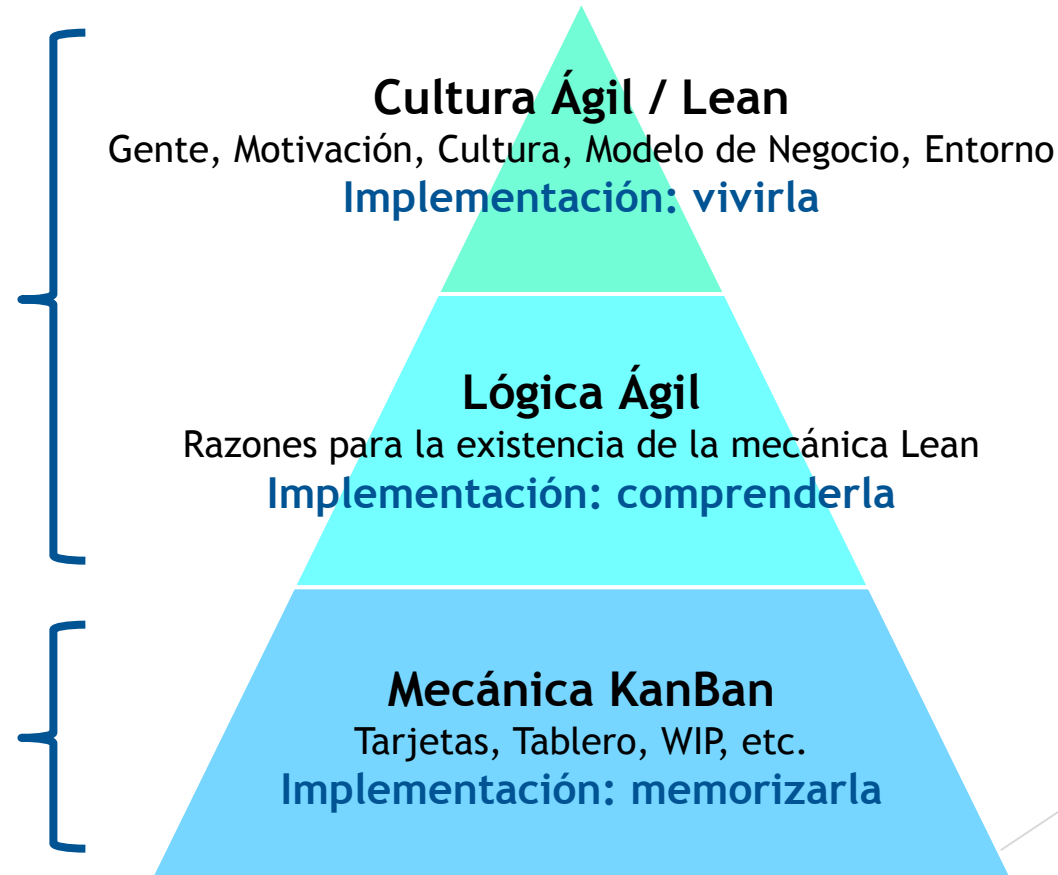 Cultura Ágil / Lean
Gente, Motivación, Cultura, Modelo de Negocio, Entorno
Implementación: vivirla
Lógica Ágil
Razones para la existencia de la mecánica Lean
Implementación: comprenderla
Mecánica KanBan
Tarjetas, Tablero, WIP, etc.
Implementación: memorizarla